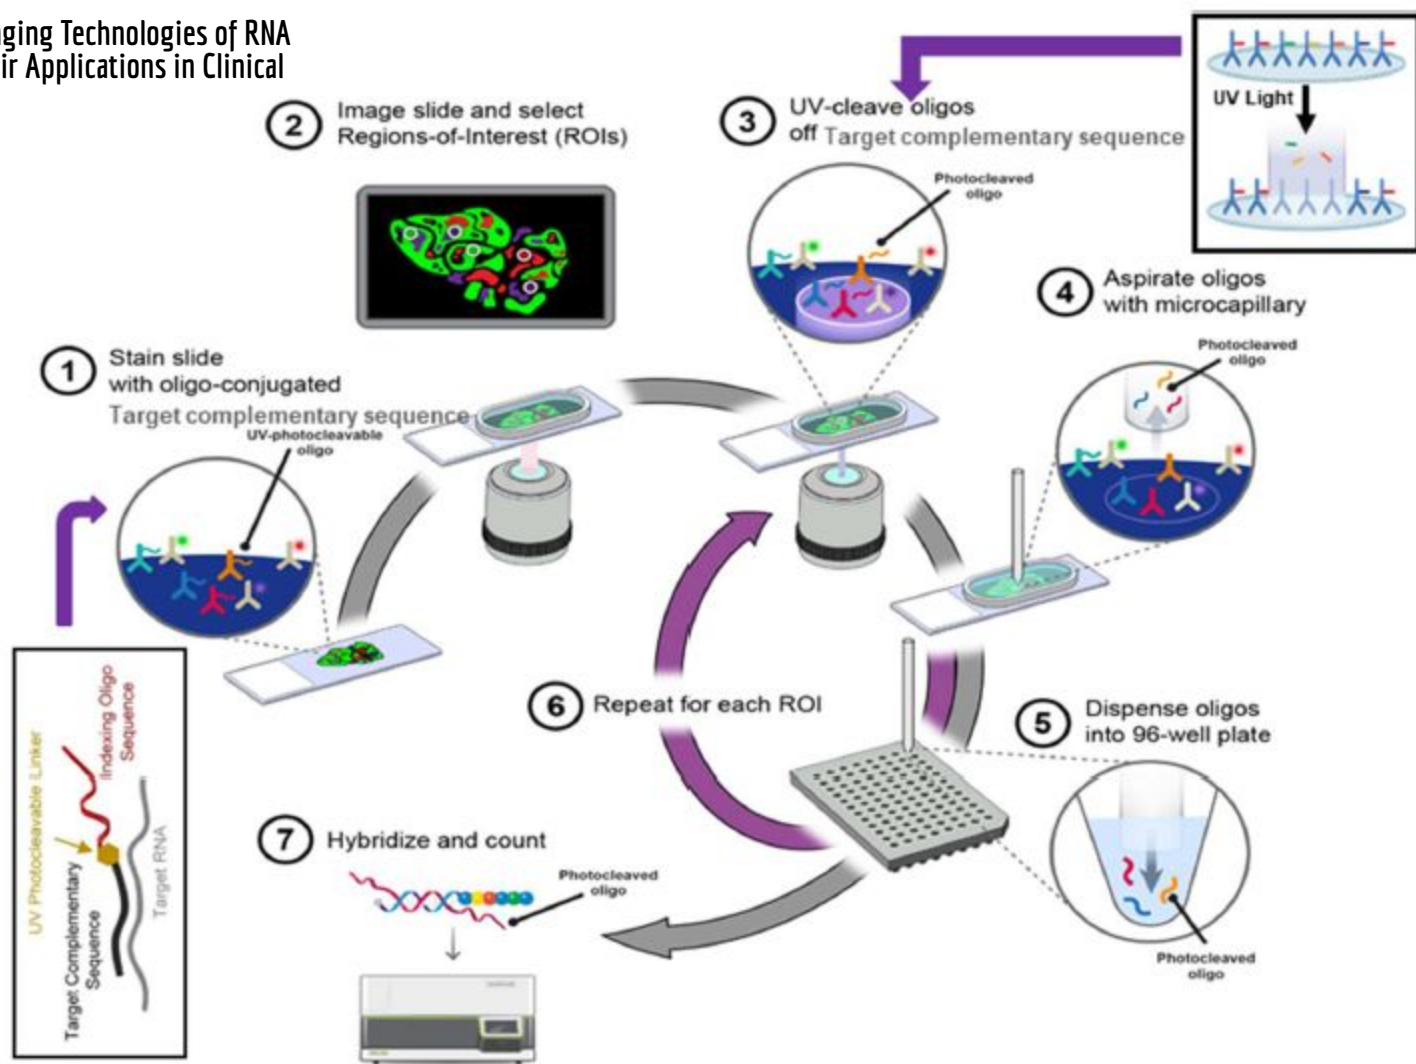 ging Technologies of RNA
ir Applications in Clinical
2
Image slide and select
Regions-of-Interest (ROIs)
3
UV-cleave oligos
off Target complementary sequence
Photocleaved
oligo
UV Light
4
Aspirate oligos
with microcapillary
Photocleaved
oligo
1
Stain slide
with oligo-conjugated
Target complementary sequence
UV-photocleavable
oligo
UV Photocleavable Linker
Indexing Oligo
Sequence
Target Complementary
Sequence
Target RNA
6
Repeat for each ROI
5
Dispense oligos
into 96-well plate
Photocleaved
oligo
7
Hybridize and count
Photocleaved
oligo